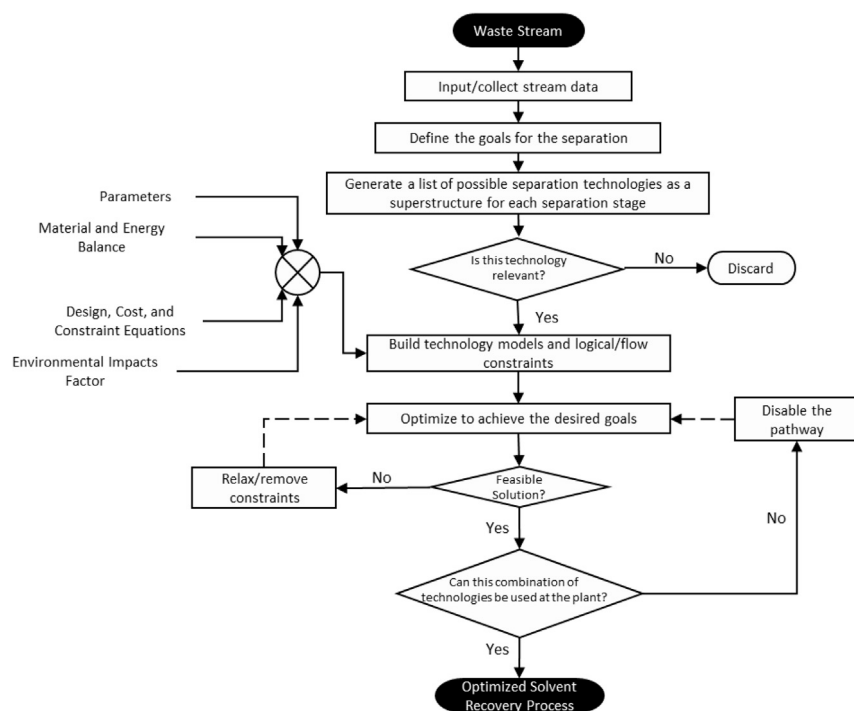 Waste Stream
Input/collect stream data
Define the goals for the separation
Generate a list of possible separation technologies as a
superstructure for each separation stage
Parameters
Material and Energy
Balance
Design, Cost, and
Constraint Equations
Environmental Impacts
Factor
Is this technology
relevant?
No
Discard
Yes
Build technology models and logical/flow
constraints
Optimize to achieve the desired goals
Disable the
pathway
Relax/remove
constraints
No
Feasible
Solution?
Yes
No
Can this combination of
technologies be used at the plant?
Yes
Optimized Solvent
Recovery Process